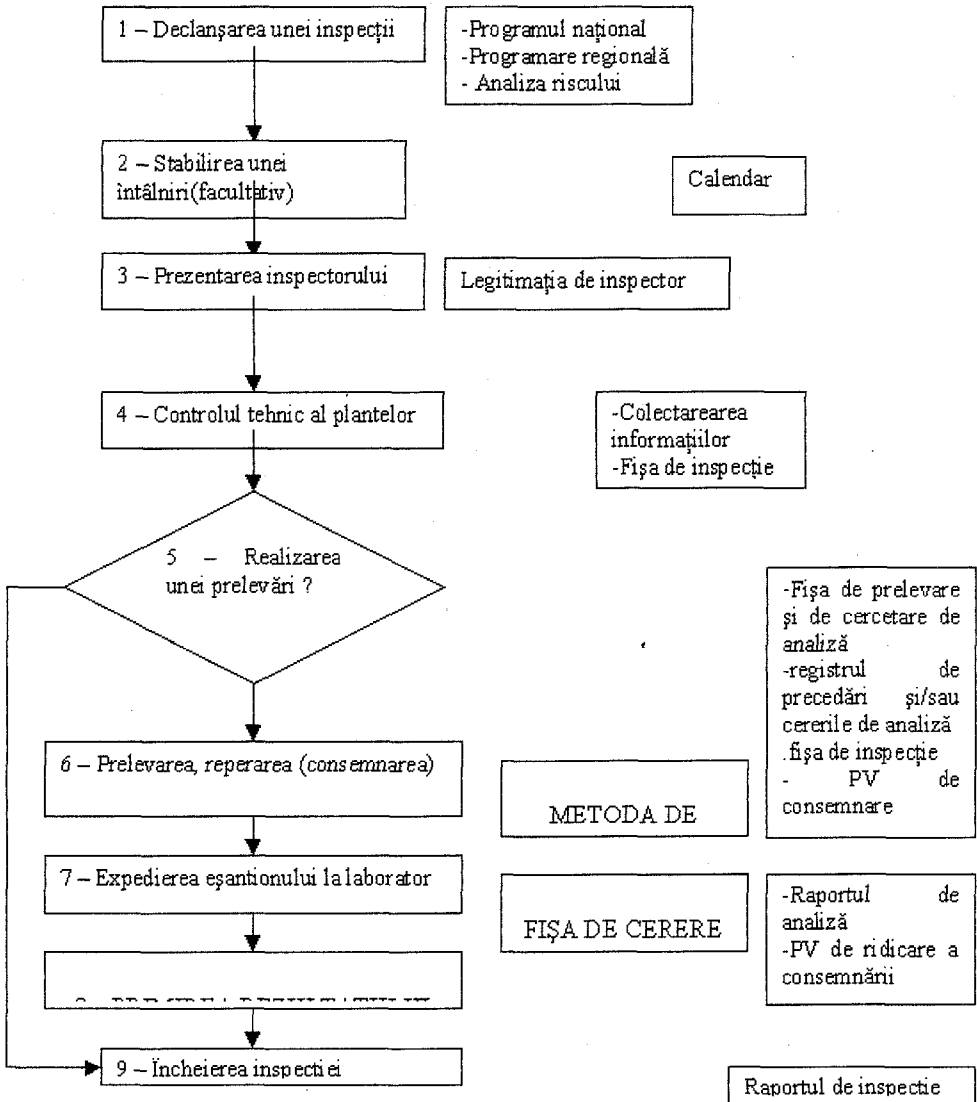 1 – Declanşarea unei inspecţii
-Programul naţional
-Programare regională
- Analiza riscului
2 – Stabilirea unei
întâlniri(facultativ)
Calendar
3 – Prezentarea inspectorului
Legitimaţia de inspector
4 – Controlul tehnic al plantelor
-Colectarearea
informaţiilor
-Fişa de inspecţie
5 – Realizarea
unei prelevări ?
-Fişa de prelevare
şi de cercetare de
analiză
-registrul de
precedări şi/sau
cererile de analiză
.fişa de inspecţie
- PV de
consemnare
6 – Prelevarea, reperarea (consemnarea)
METODA DE
7 – Expedierea eşantionului la laborator
FIŞA DE CERERE
-Raportul de
analiză
-PV de ridicare a
consemnării
9 – Încheierea inspectiei
Raportul de inspectie